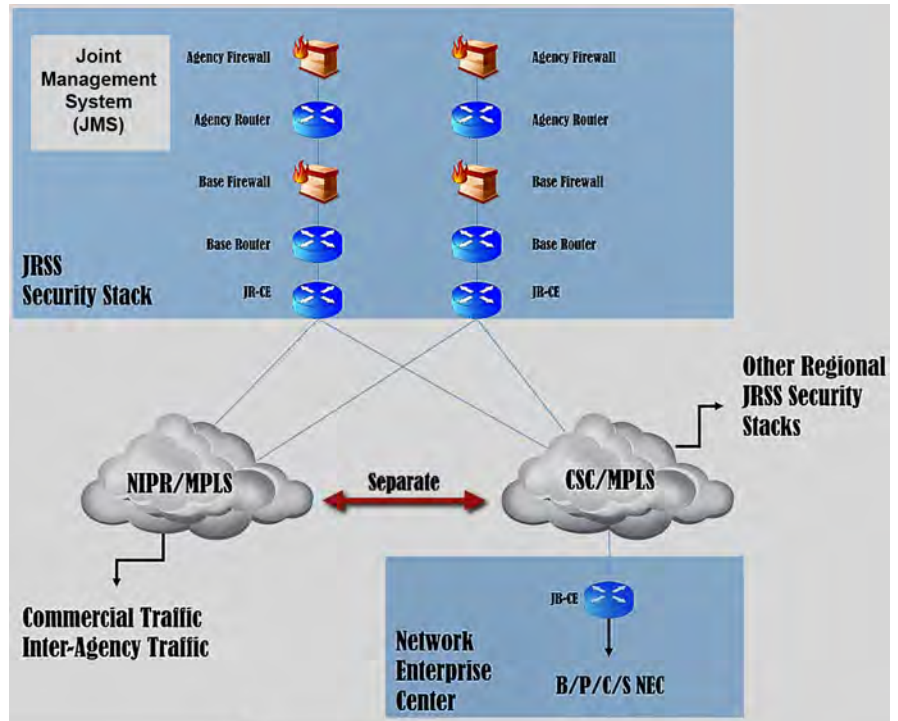 Joint
Management
System
(JMS)
Agency Firewall
Agency Firewall
Agency Router
Agency Router
Base Firewall
Base Firewall
Base Router
Base Router
JR-CE
JR-CE
JRSS
Security Stack
Other Regional
JRSS Security
Stacks
NIPR/MPLS
Separate
CSC/MPLS
Commercial Traffic
Inter-Agency Traffic
JB-CE
Network
Enterprise
Center
B/P/C/S NEC